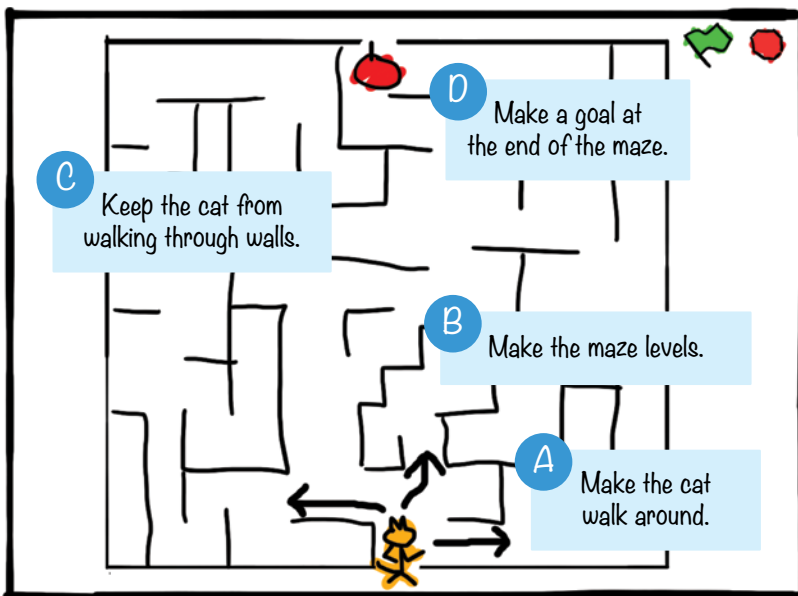 D
Make a goal at
the end of the maze.
C
Keep the cat from
walking through walls.
B
Make the maze levels.
A
Make the cat
walk around.